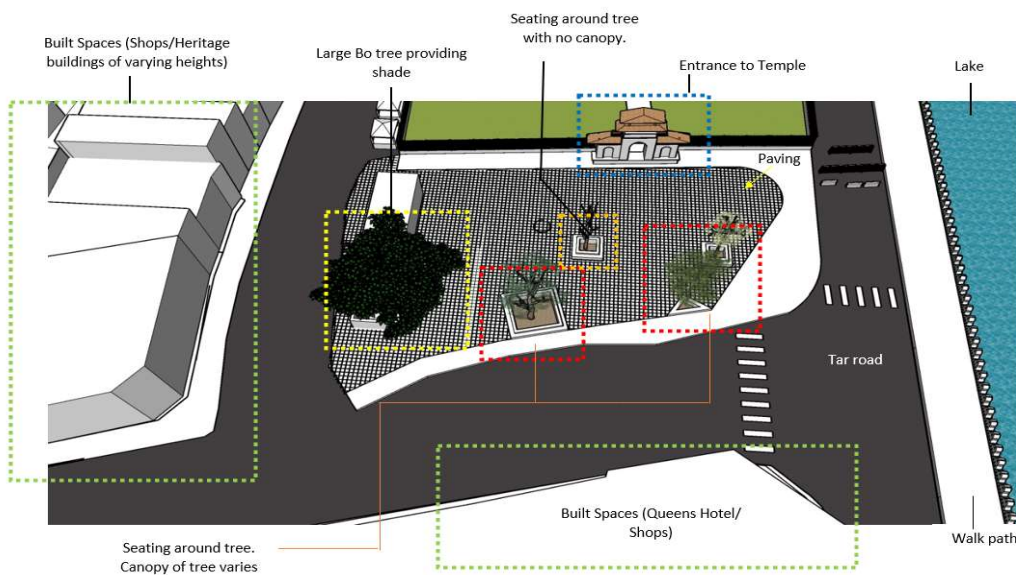 Seating around tree
with no canopy.
Built Spaces (Shops/Heritage
buildings of varying heights)
Large Bo tree providing
shade
Entrance to Temple
Lake
Paving
Tar road
Built Spaces (Queens Hotel/
Shops)
Walk path
Seating around tree.
Canopy of tree varies